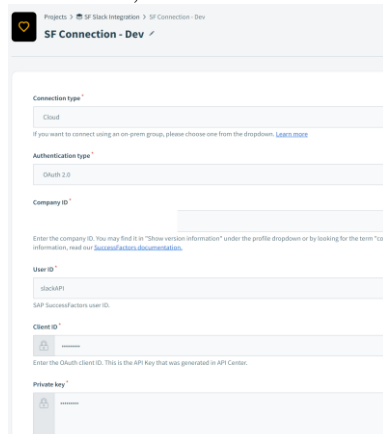 Projects > SF Slack Integration > SF Connection - Dev
SF Connection - Dev
Connection type *
Cloud
If you want to connect using an on-prem group, please choose one from the dropdown. Learn more
Authentication type *
OAuth 2.0
Company ID *
Enter the company ID. You may find it in "Show version information" under the profile dropdown or by looking for the term "co
information, read our SuccessFactors documentation.
User ID *
slackAPI
SAP SuccessFactors user ID.
Client ID *
••••••••
Enter the OAuth client ID. This is the API Key that was generated in API Center.
Private key *
••••••••